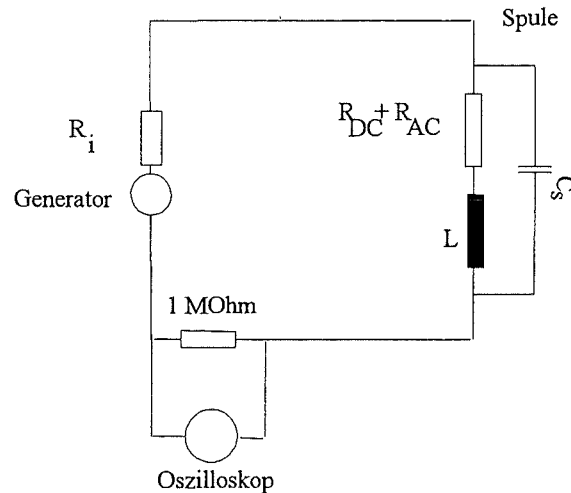 Spule
R_DC + R_AC
R_i
Generator
C_s
L
1 MOhm
Oszilloskop